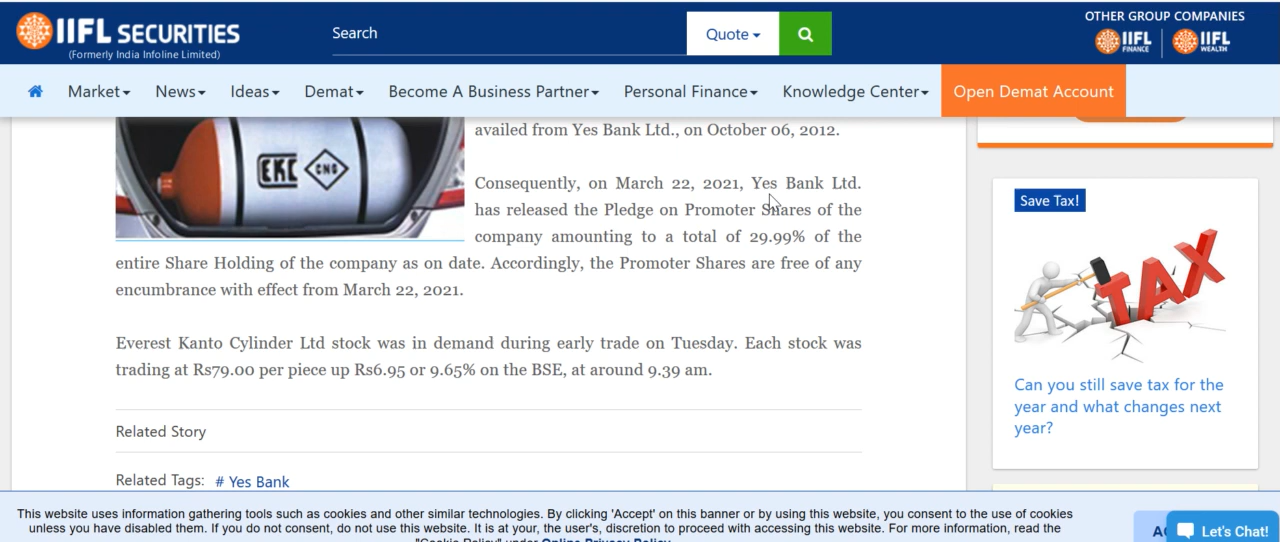 IIFL SECURITIES
(Formerly India Infoline Limited)
Search
Quote
OTHER GROUP COMPANIES
IIFL FINANCE
IIFL WEALTH
Market
News
Ideas
Demat
Become A Business Partner
Personal Finance
Knowledge Center
Open Demat Account
EKC CNG
availed from Yes Bank Ltd., on October 06, 2012.
Consequently, on March 22, 2021, Yes Bank Ltd.
has released the Pledge on Promoter Shares of the
company amounting to a total of 29.99% of the
entire Share Holding of the company as on date. Accordingly, the Promoter Shares are free of any
encumbrance with effect from March 22, 2021.
Everest Kanto Cylinder Ltd stock was in demand during early trade on Tuesday. Each stock was
trading at Rs79.00 per piece up Rs6.95 or 9.65% on the BSE, at around 9.39 am.
Related Story
Related Tags: # Yes Bank
Save Tax!
TAX
Can you still save tax for the
year and what changes next
year?
This website uses information gathering tools such as cookies and other similar technologies. By clicking 'Accept' on this banner or by using this website, you consent to the use of cookies
unless you have disabled them. If you do not consent, do not use this website. It is at your, the user's, discretion to proceed with accessing this website. For more information, read the
"Cookie Policy" under Online Privacy Policy
Let's Chat!